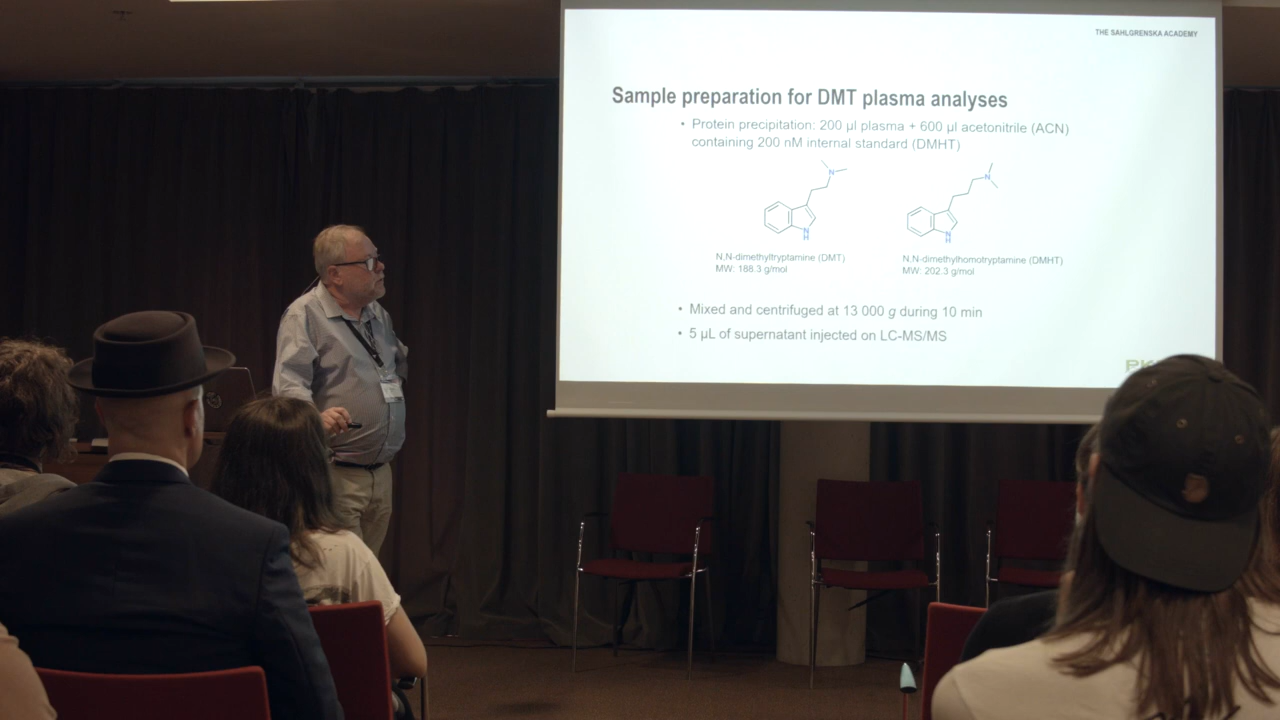 THE SAHLGRENSKA ACADEMY
Sample preparation for DMT plasma analyses
• Protein precipitation: 200 µl plasma + 600 µl acetonitrile (ACN)
containing 200 nM internal standard (DMHT)
N
N
N
H
N
H
N,N-dimethyltryptamine (DMT)
MW: 188.3 g/mol
N,N-dimethylhomotryptamine (DMHT)
MW: 202.3 g/mol
• Mixed and centrifuged at 13 000 g during 10 min
• 5 µL of supernatant injected on LC-MS/MS